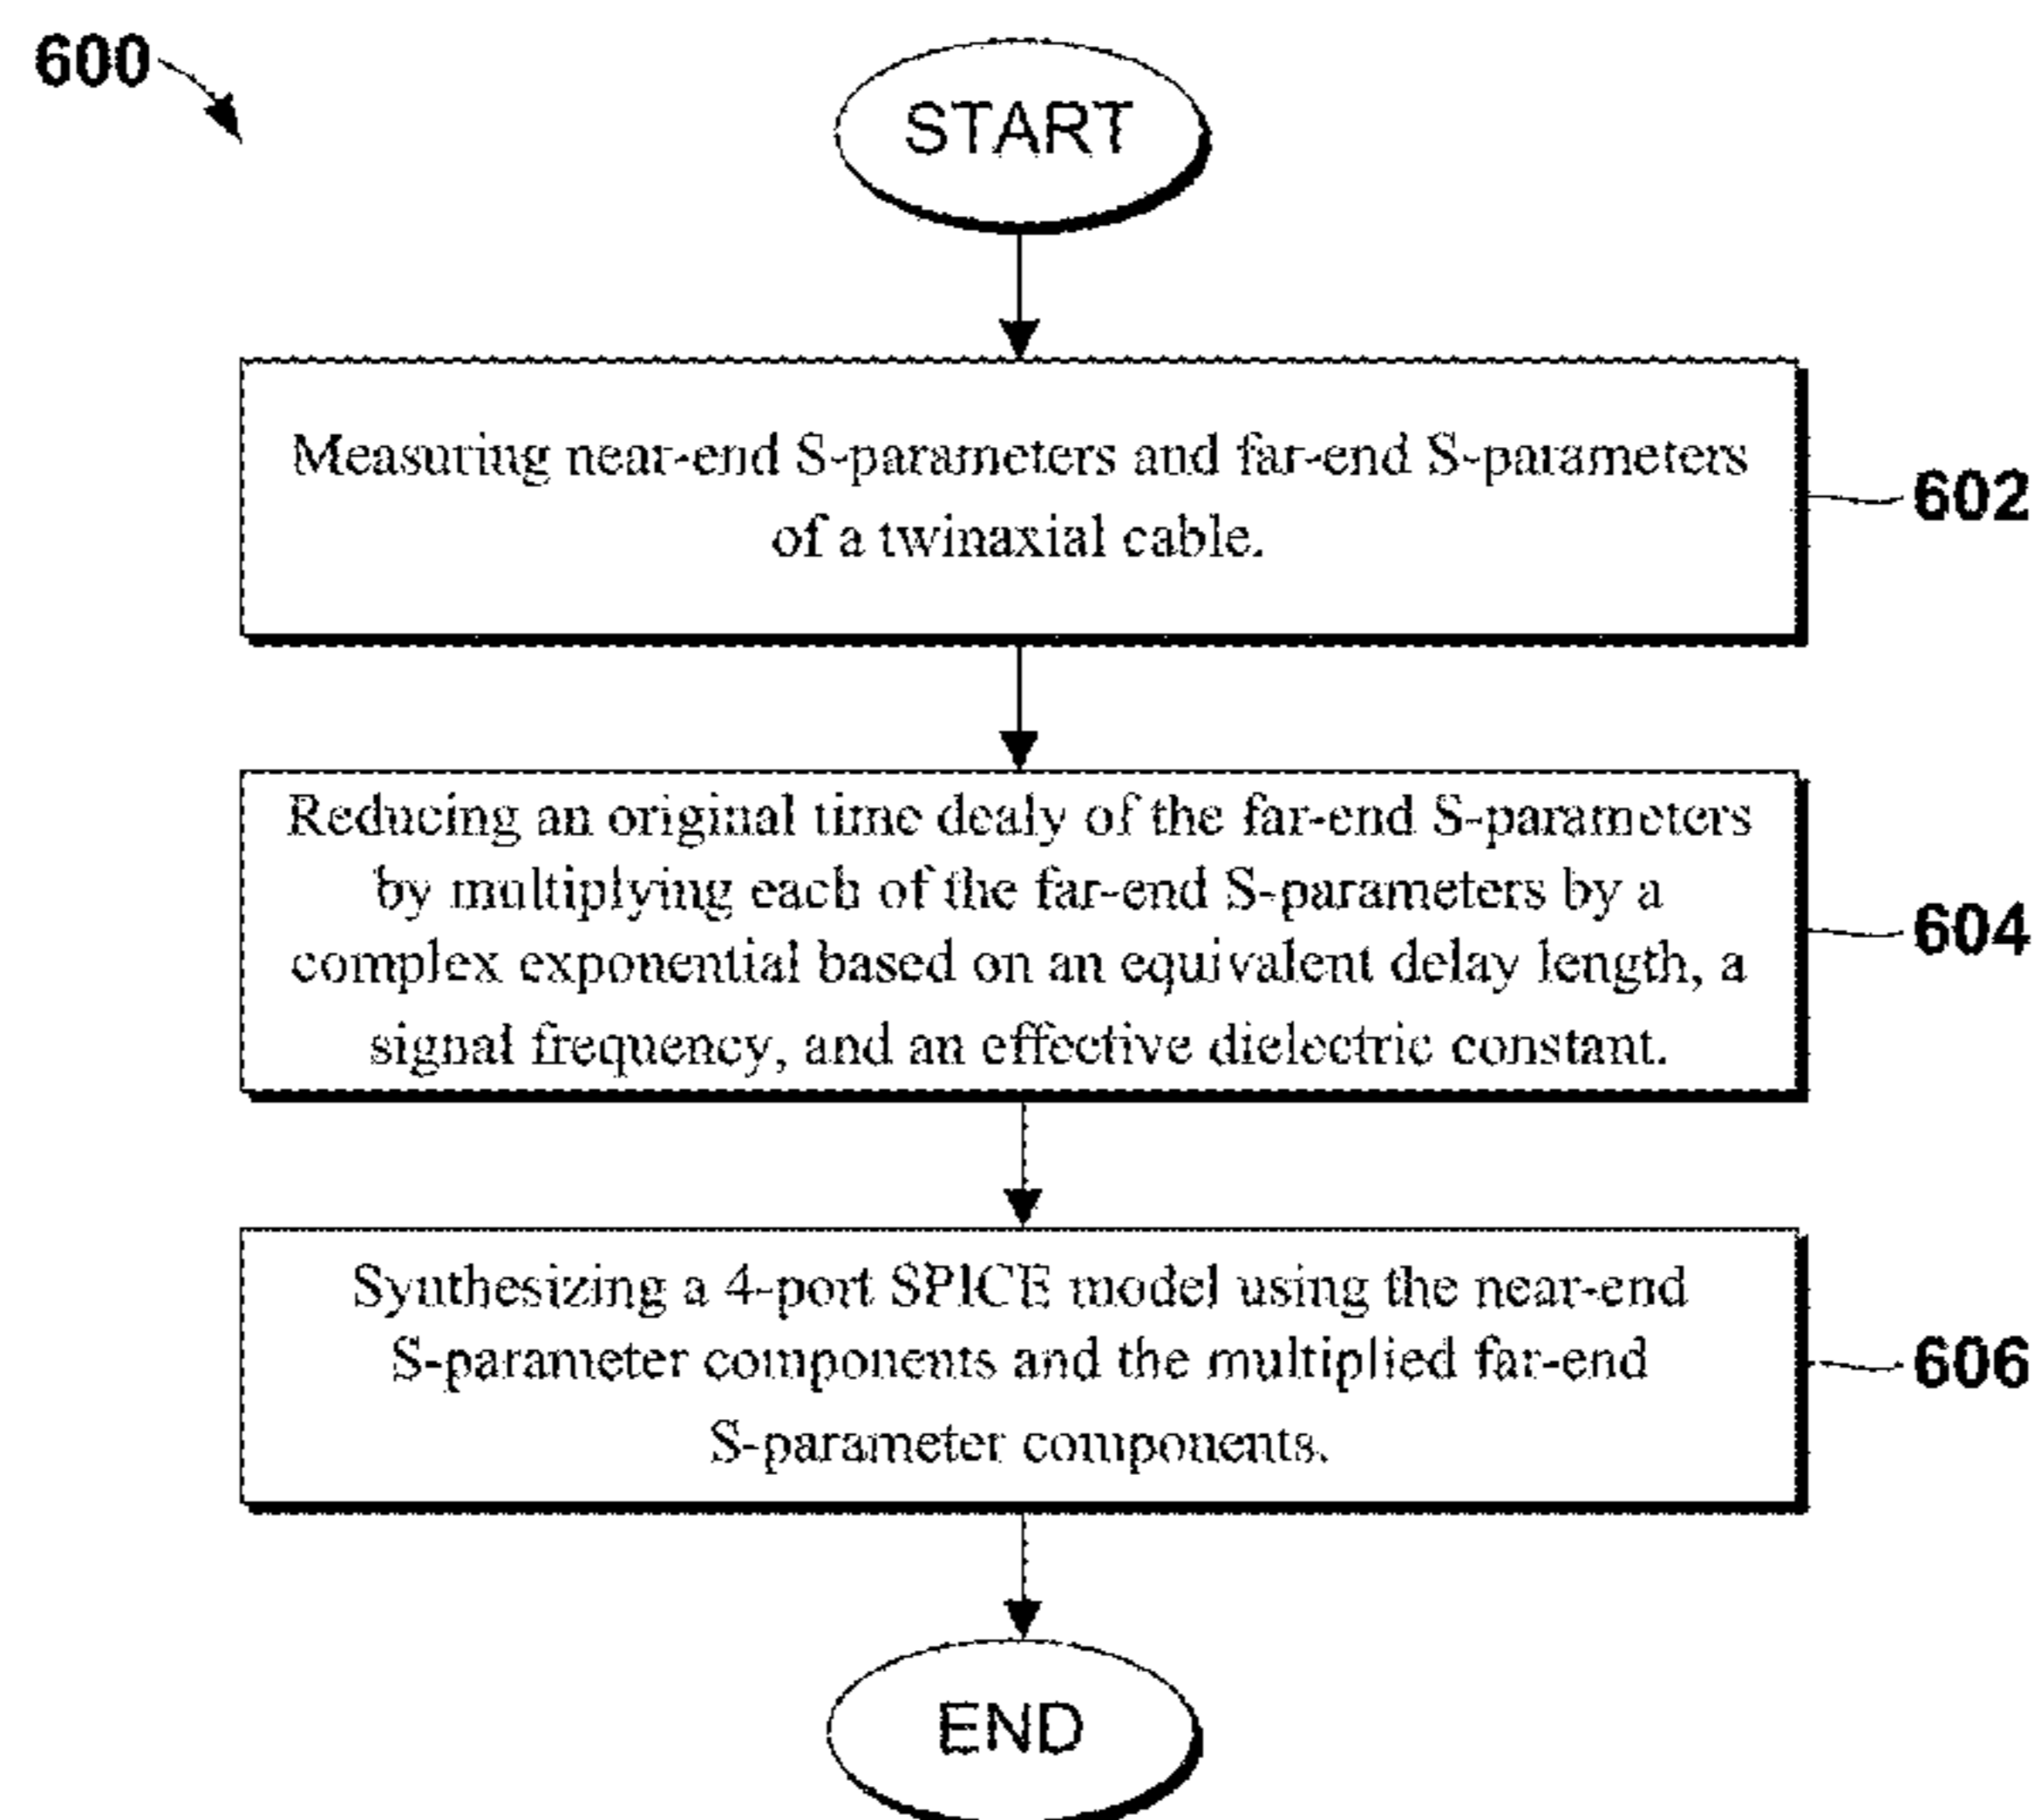 600
START
Measuring near-end S-parameters and far-end S-parameters
of a twinaxial cable.
602
Reducing an original time dealy of the far-end S-parameters
by multiplying each of the far-end S-parameters by a
complex exponential based on an equivalent delay length, a
signal frequency, and an effective dielectric constant.
604
Synthesizing a 4-port SPICE model using the near-end
S-parameter components and the multiplied far-end
S-parameter components.
606
END